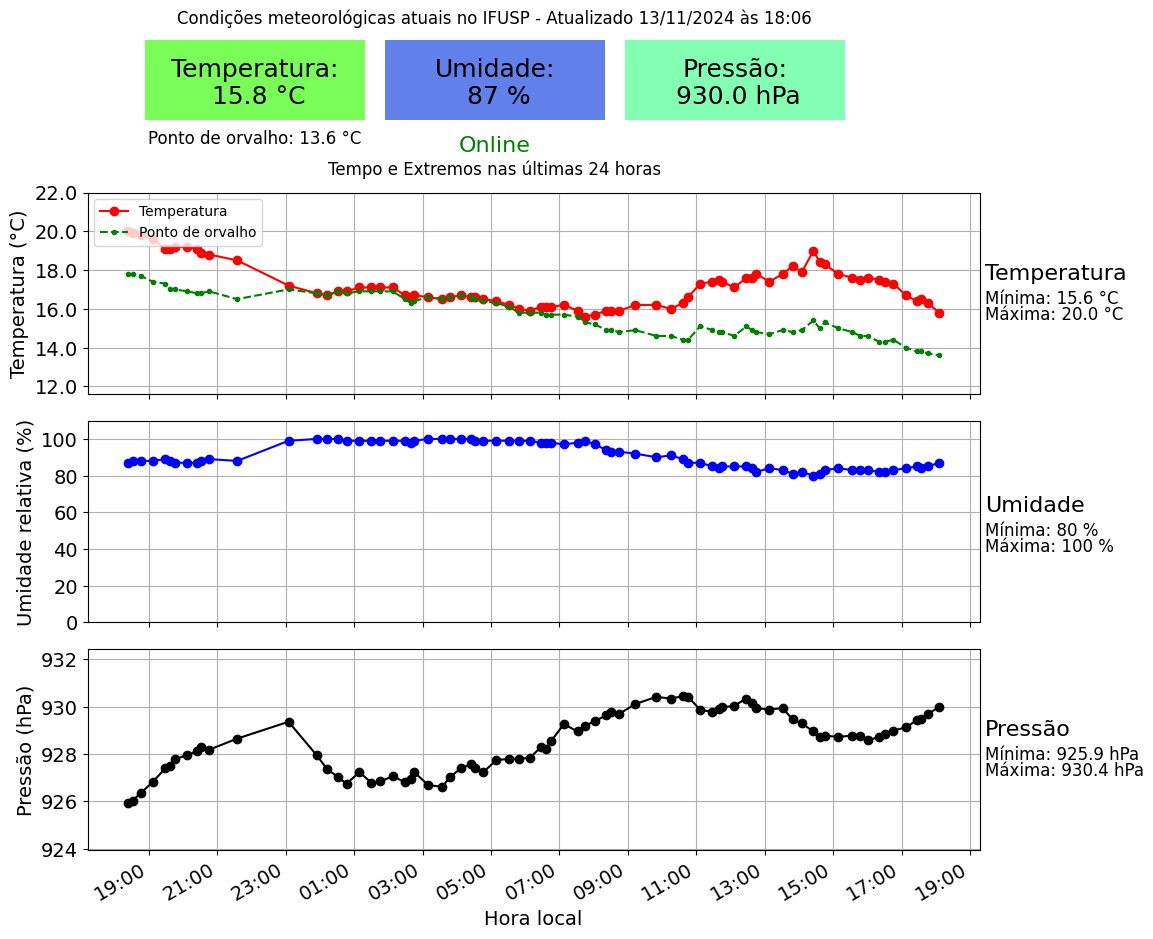 Condições meteorológicas atuais no IFUSP - Atualizado 13/11/2024 às 18:06
Temperatura:
15.8 °C
Umidade:
87 %
Pressão:
930.0 hPa
Ponto de orvalho: 13.6 °C
Online
Tempo e Extremos nas últimas 24 horas
Temperatura (°C)
22.0
20.0
18.0
16.0
14.0
12.0
Temperatura
Ponto de orvalho
Temperatura
Mínima: 15.6 °C
Máxima: 20.0 °C
Umidade relativa (%)
100
80
60
40
20
0
Umidade
Mínima: 80 %
Máxima: 100 %
Pressão (hPa)
932
930
928
926
924
Pressão
Mínima: 925.9 hPa
Máxima: 930.4 hPa
19:00 21:00 23:00 01:00 03:00 05:00 07:00 09:00 11:00 13:00 15:00 17:00 19:00
Hora local